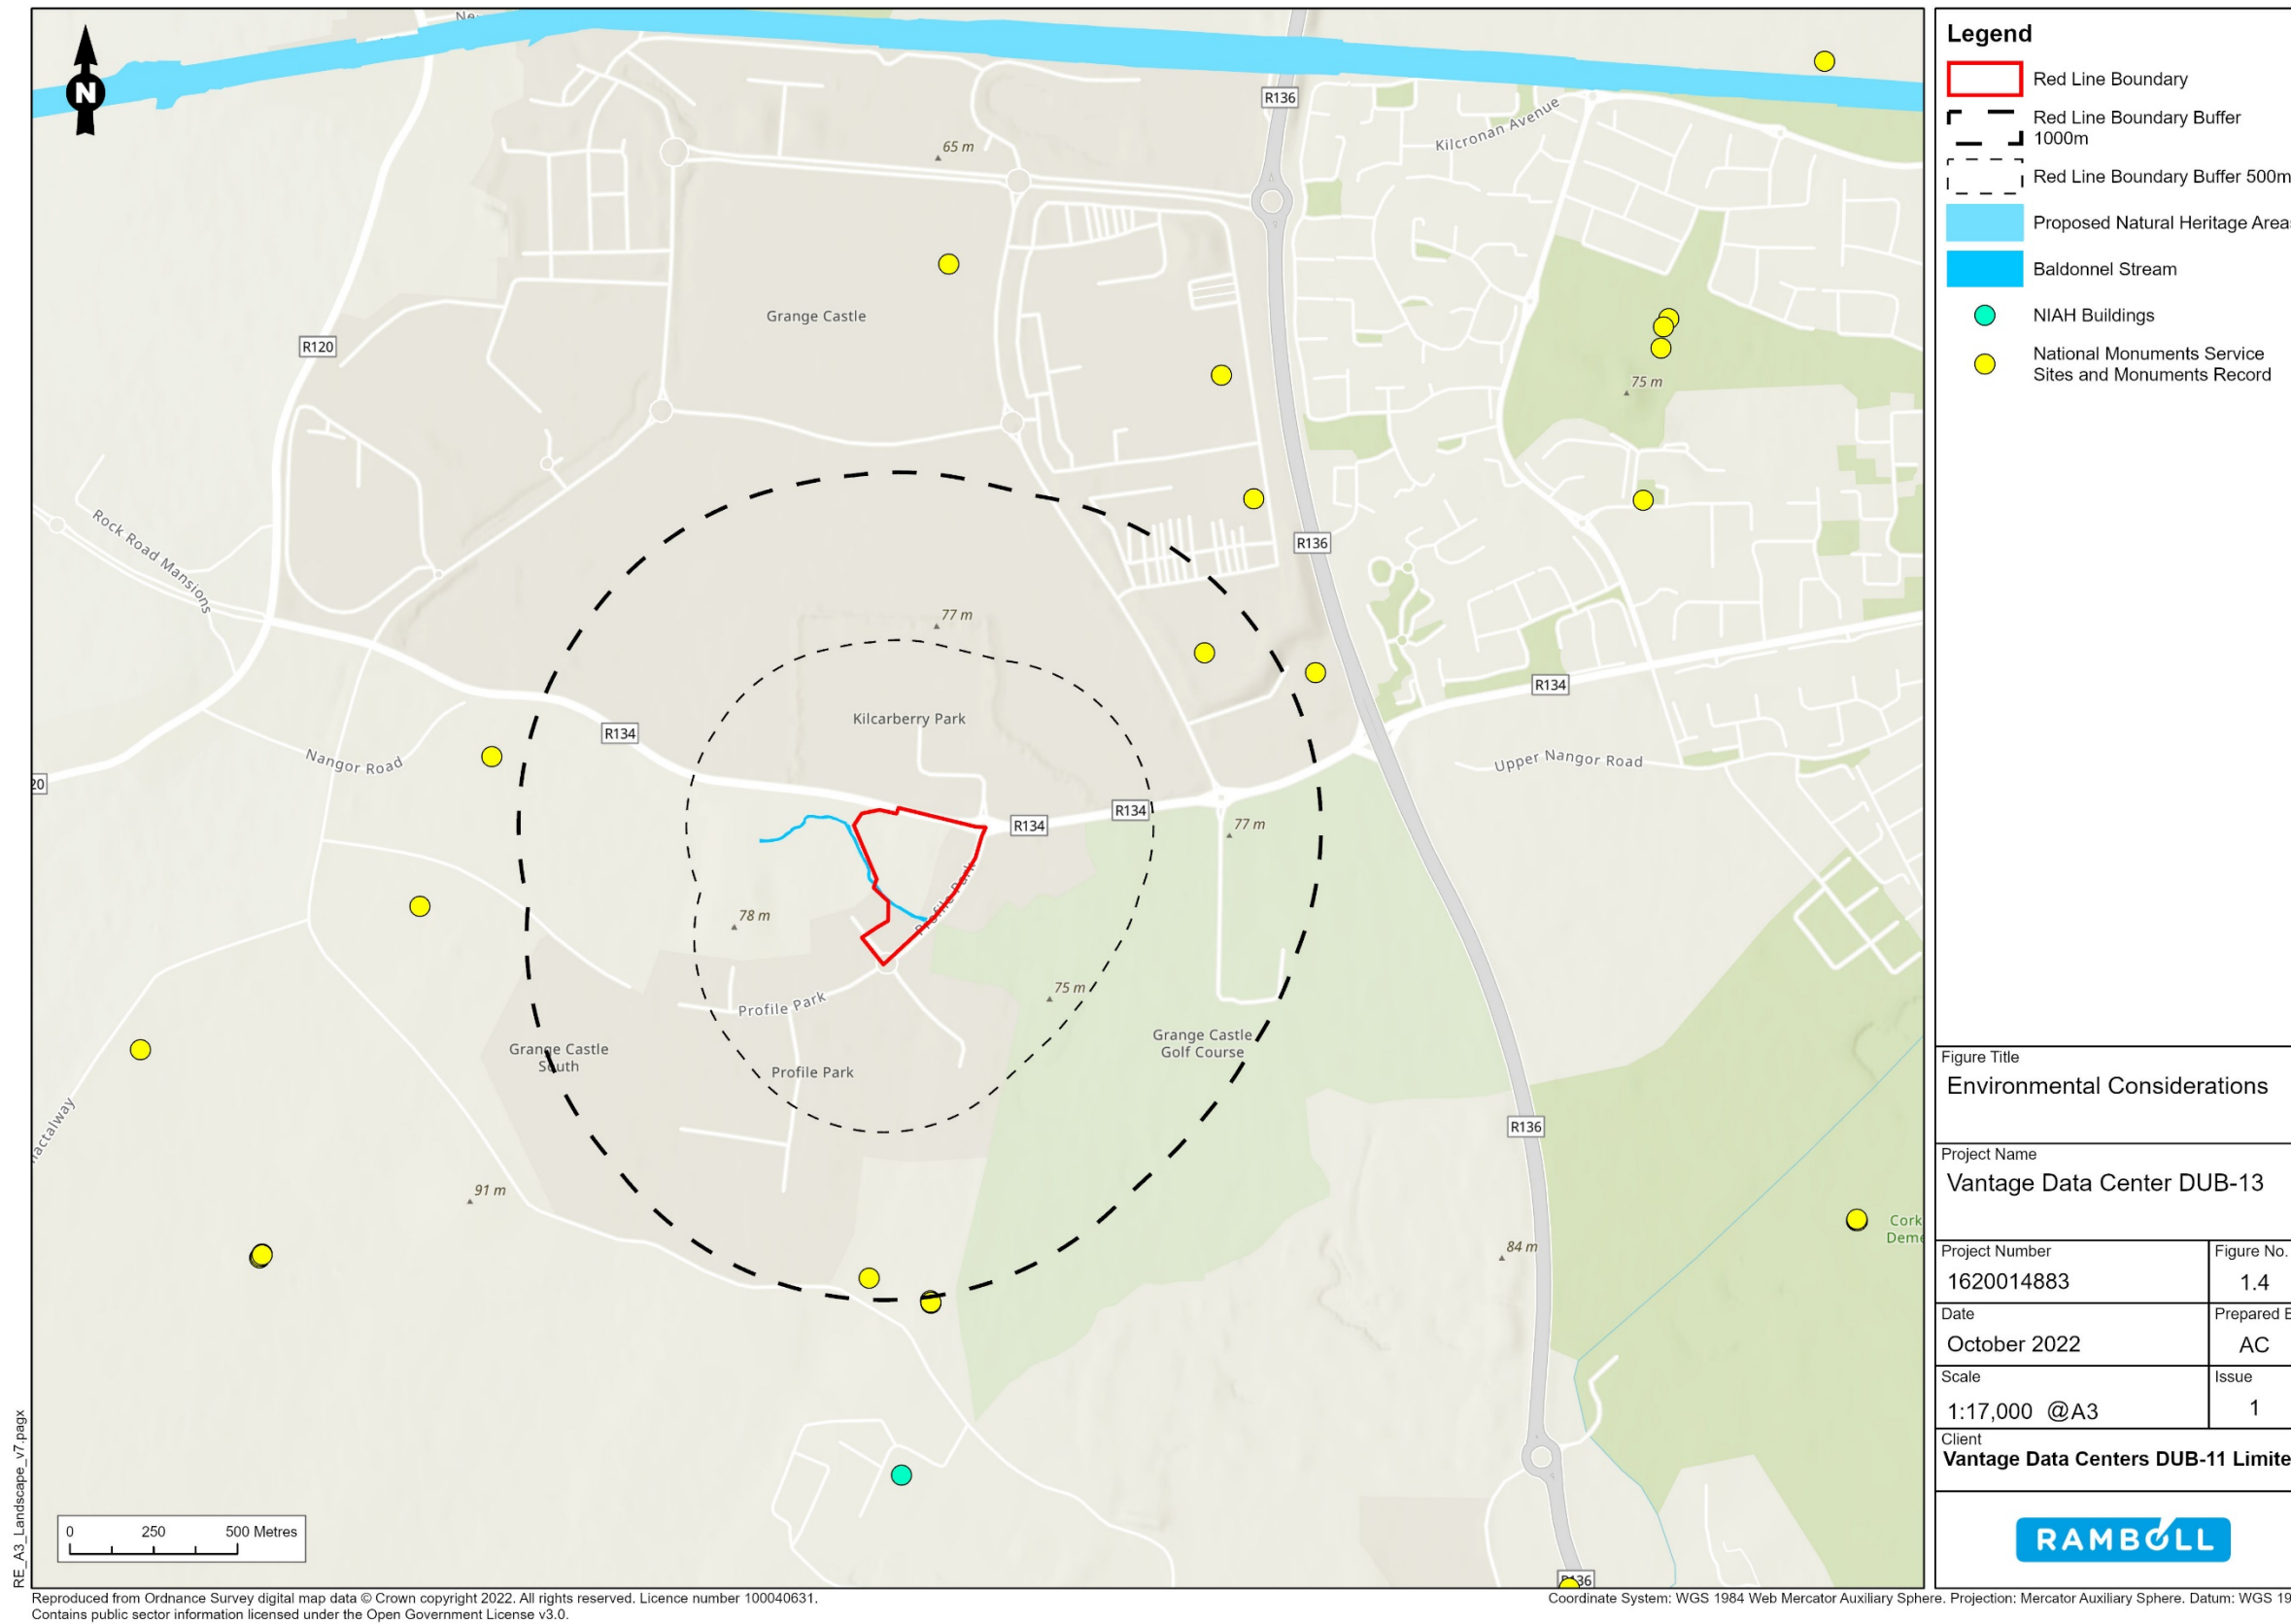 N
65 m
Kilcronan Avenue
R136
Grange Castle
R120
75 m
Rock Road Mansions
R136
77 m
R134
Kilcarberry Park
R134
Nangor Road
Upper Nangor Road
20
R134
R134
77 m
Profile Park
78 m
75 m
Profile Park
Grange Castle
South
Grange Castle
Golf Course
Profile Park
R136
91 m
84 m
Cork
Deme
R136
0 250 500 Metres
RE_A3_Landscape_v7.pagx
Legend
Red Line Boundary
Red Line Boundary Buffer
1000m
Red Line Boundary Buffer 500m
Proposed Natural Heritage Areas
Baldonnel Stream
NIAH Buildings
National Monuments Service
Sites and Monuments Record
Figure Title
Environmental Considerations
Project Name
Vantage Data Center DUB-13
Project Number
1620014883
Figure No.
1.4
Date
October 2022
Prepared B
AC
Scale
1:17,000 @A3
Issue
1
Client
Vantage Data Centers DUB-11 Limite
RAMBOLL
Reproduced from Ordnance Survey digital map data © Crown copyright 2022. All rights reserved. Licence number 100040631.
Contains public sector information licensed under the Open Government License v3.0.
Coordinate System: WGS 1984 Web Mercator Auxiliary Sphere. Projection: Mercator Auxiliary Sphere. Datum: WGS 19